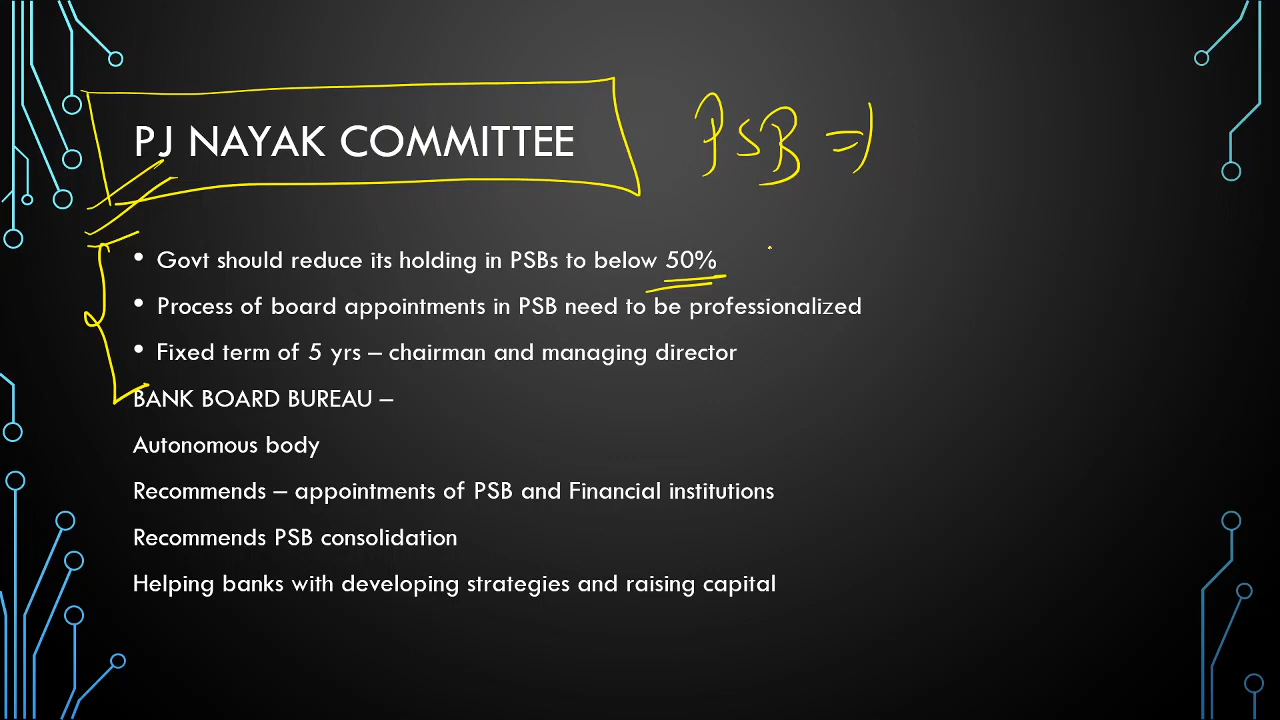 PJ NAYAK COMMITTEE
PSB =>
• Govt should reduce its holding in PSBs to below 50%
• Process of board appointments in PSB need to be professionalized
• Fixed term of 5 yrs – chairman and managing director
BANK BOARD BUREAU –
Autonomous body
Recommends – appointments of PSB and Financial institutions
Recommends PSB consolidation
Helping banks with developing strategies and raising capital